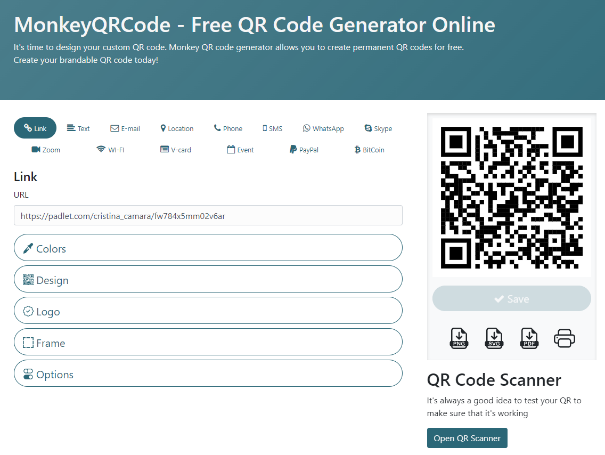 MonkeyQRCode - Free QR Code Generator Online
It's time to design your custom QR code. Monkey QR code generator allows you to create permanent QR codes for free.
Create your brandable QR code today!
Link Text E-mail Location Phone SMS WhatsApp Skype
Zoom Wi-Fi V-card Event PayPal BitCoin
Link
URL
https://padlet.com/cristina_camara/fw784x5mm02v6ar
Colors
Design
Logo
Frame
Options
Save
PNG SVG PDF
QR Code Scanner
It's always a good idea to test your QR to
make sure that it's working
Open QR Scanner